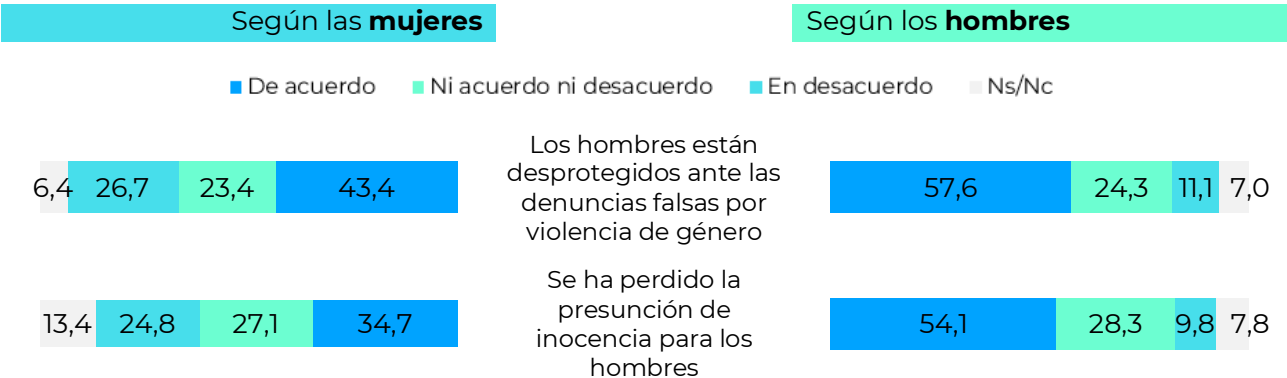 Según las mujeres
Según los hombres
De acuerdo Ni acuerdo ni desacuerdo En desacuerdo Ns/Nc
6,4 26,7 23,4 43,4
Los hombres están
desprotegidos ante las
denuncias falsas por
violencia de género
57,6 24,3 11,1 7,0
13,4 24,8 27,1 34,7
Se ha perdido la
presunción de
inocencia para los
hombres
54,1 28,3 9,8 7,8